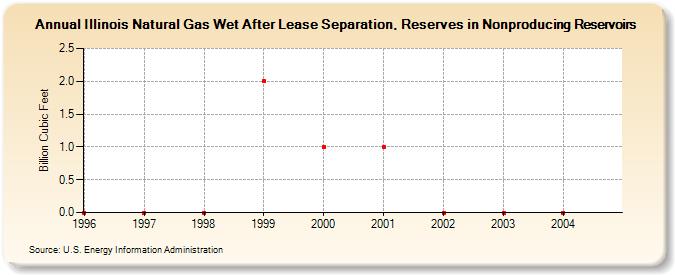 Annual Illinois Natural Gas Wet After Lease Separation, Reserves in Nonproducing Reservoirs
Billion Cubic Feet
2.5
2.0
1.5
1.0
0.5
0.0
1996 1997 1998 1999 2000 2001 2002 2003 2004
Source: U.S. Energy Information Administration